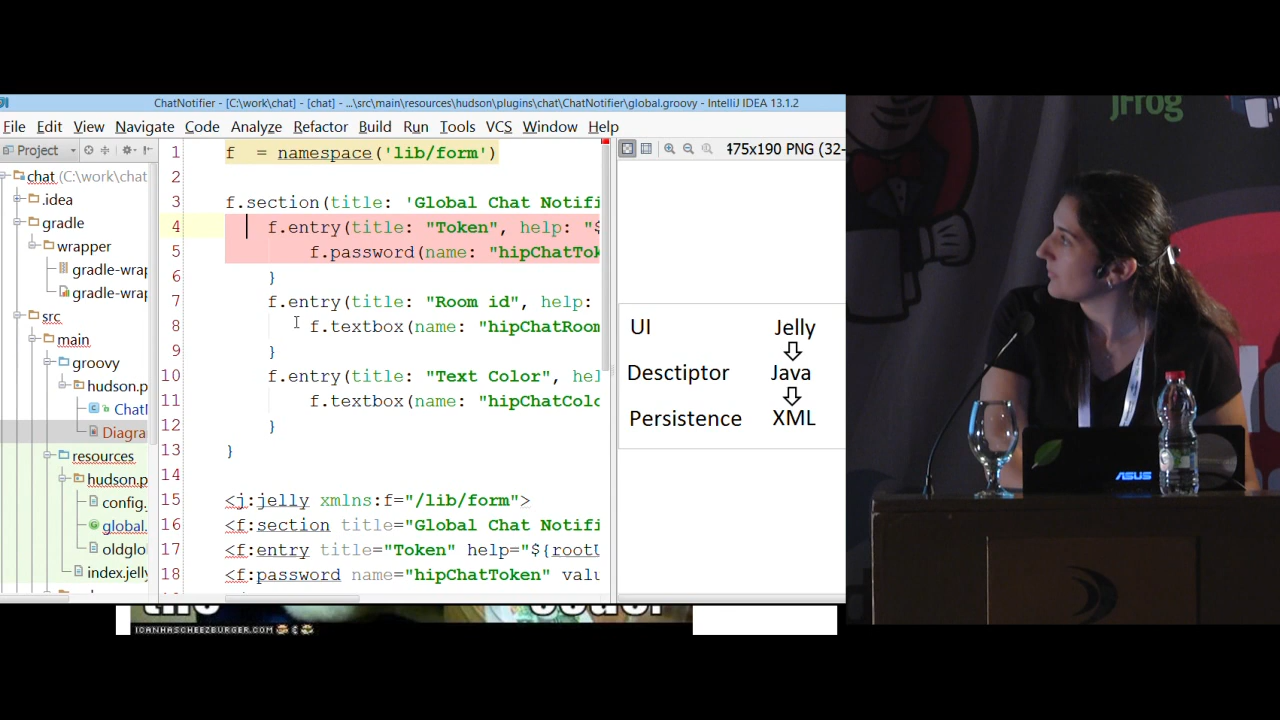 ChatNotifier - [C:\work\chat] - [chat] - ...\src\main\resources\hudson\plugins\chat\ChatNotifier\global.groovy - IntelliJ IDEA 13.1.2
File Edit View Navigate Code Analyze Refactor Build Run Tools VCS Window Help
Project
chat (C:\work\chat
.idea
gradle
wrapper
gradle-wrap
gradle-wrap
src
main
groovy
hudson.p
Chatl
Diagra
resources
hudson.p
config.
global.
oldglo
index.jelly
1 f = namespace('lib/form')
2
3 f.section(title: 'Global Chat Notifi
4 f.entry(title: "Token", help: "$
5 f.password(name: "hipChatTok
6 }
7 f.entry(title: "Room id", help:
8 f.textbox(name: "hipChatRoom
9 }
10 f.entry(title: "Text Color", hel
11 f.textbox(name: "hipChatColo
12 }
13 }
14
15 <j:jelly xmlns:f="/lib/form">
16 <f:section title="Global Chat Notifi
17 <f:entry title="Token" help="${rootU
18 <f:password name="hipChatToken" valu
475x190 PNG (32-
UI Jelly
Desctiptor Java
Persistence XML
the coder
ICANHASCHEEZBURGER.COM
jFrog
ASUS